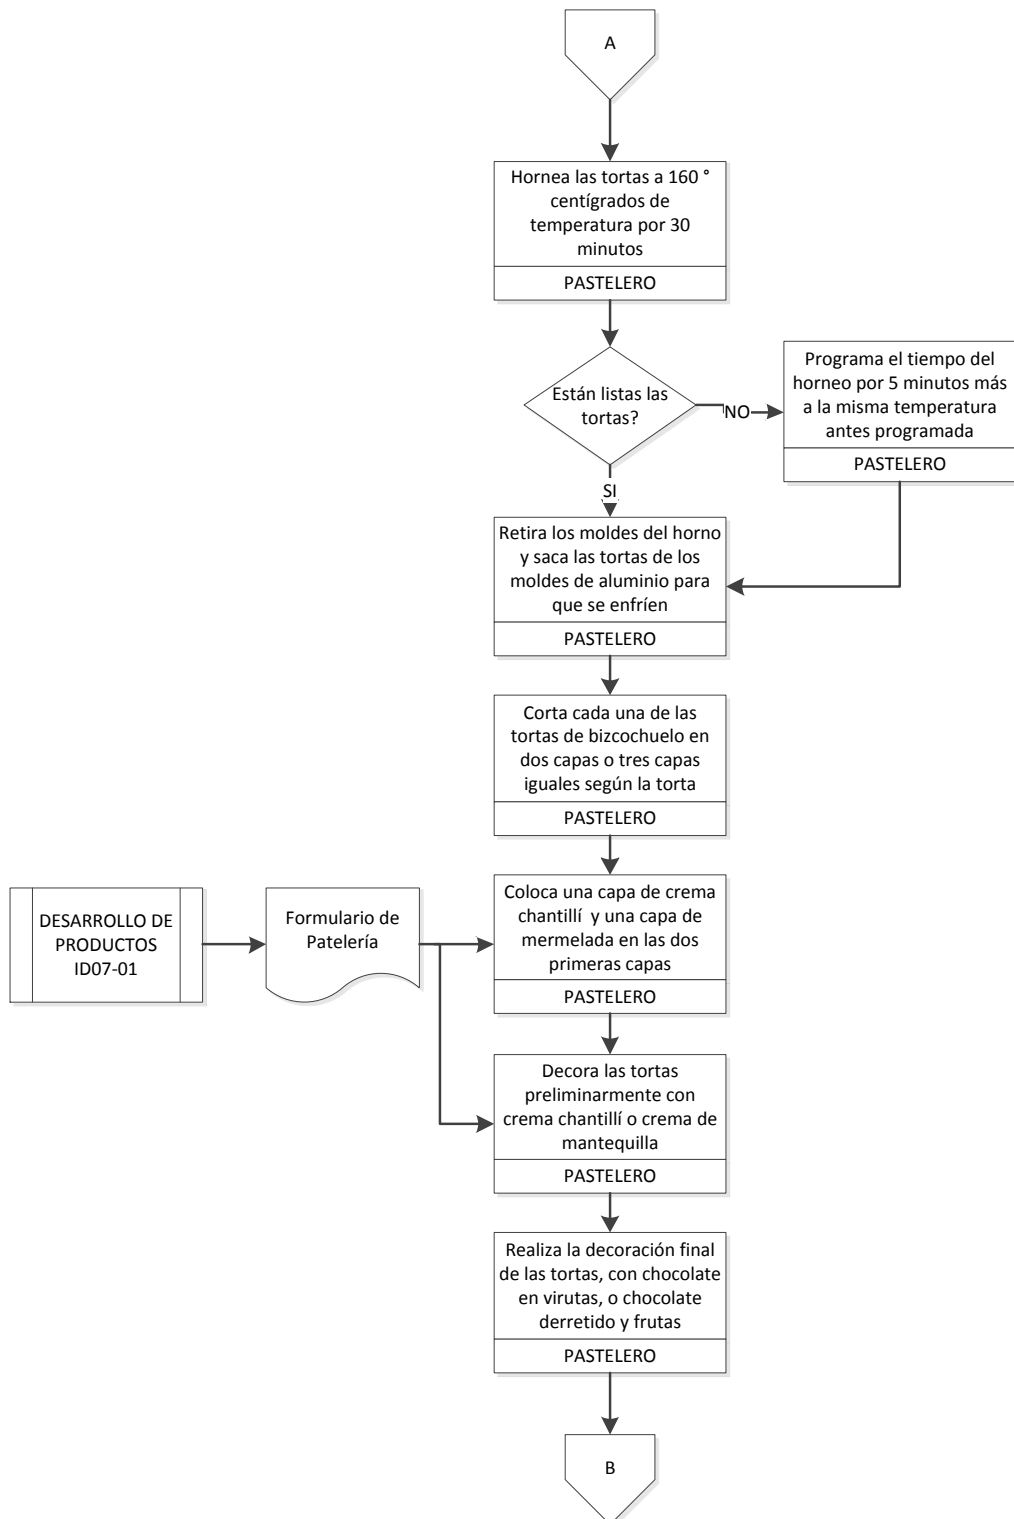 A
Hornea las tortas a 160 °
centígrados de
temperatura por 30
minutos
PASTELERO
Están listas las
tortas?
NO
Programa el tiempo del
horneo por 5 minutos más
a la misma temperatura
antes programada
PASTELERO
SI
Retira los moldes del horno
y saca las tortas de los
moldes de aluminio para
que se enfríen
PASTELERO
Corta cada una de las
tortas de bizcochuelo en
dos capas o tres capas
iguales según la torta
PASTELERO
DESARROLLO DE
PRODUCTOS
ID07-01
Formulario de
Patelería
Coloca una capa de crema
chantillí  y una capa de
mermelada en las dos
primeras capas
PASTELERO
Decora las tortas
preliminarmente con
crema chantillí o crema de
mantequilla
PASTELERO
Realiza la decoración final
de las tortas, con chocolate
en virutas, o chocolate
derretido y frutas
PASTELERO
B